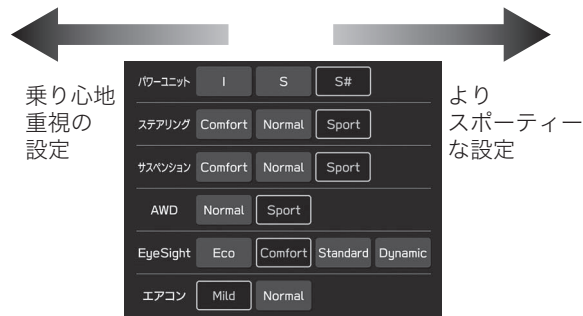 乗り心地
重視の
設定
パワーユニット I S S#
ステアリング Comfort Normal Sport
サスペンション Comfort Normal Sport
AWD Normal Sport
EyeSight Eco Comfort Standard Dynamic
エアコン Mild Normal
より
スポーティー
な設定